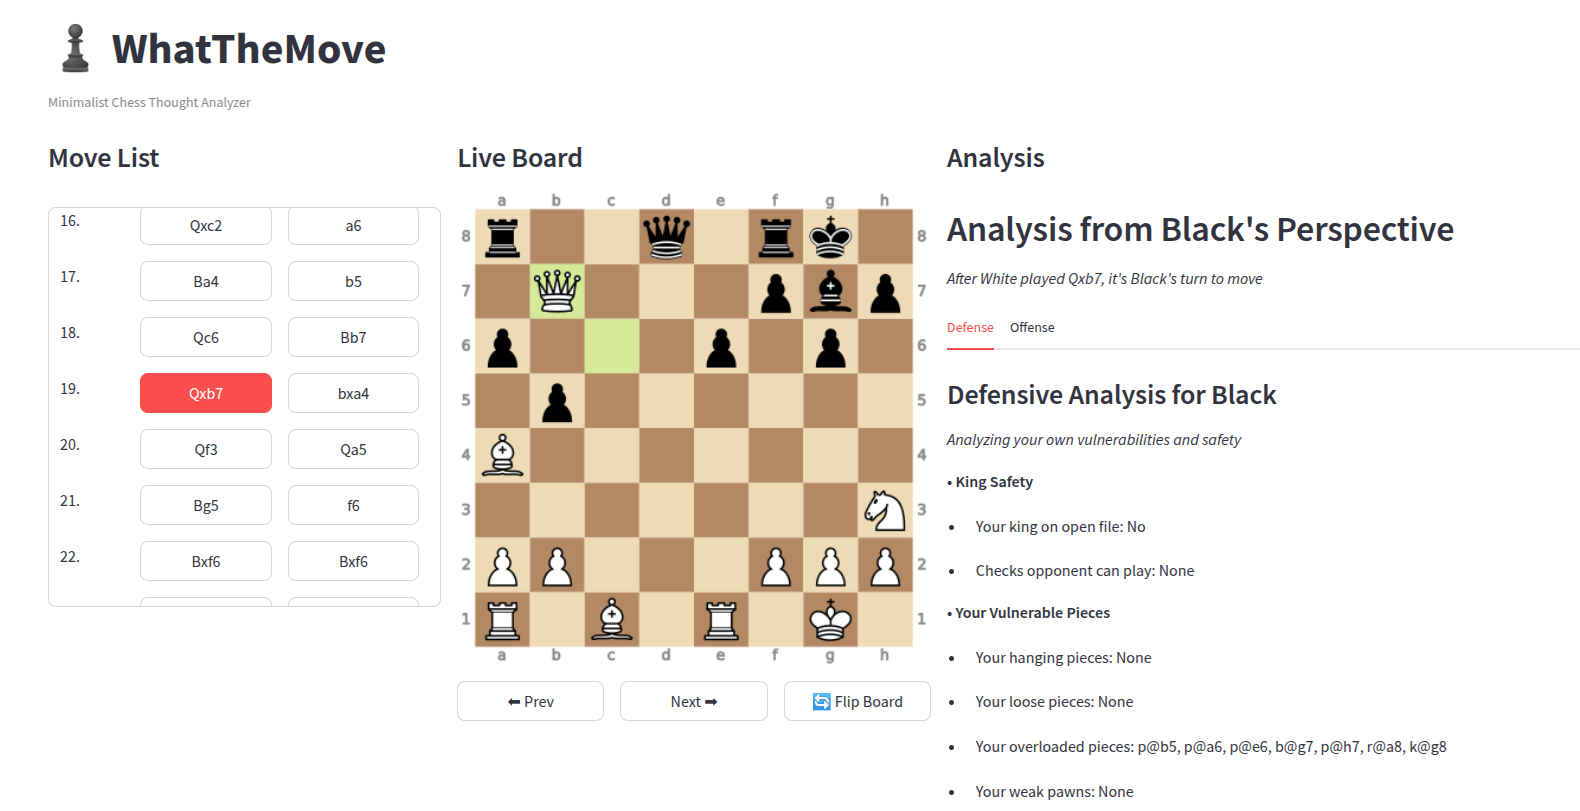 WhatTheMove
Minimalist Chess Thought Analyzer
Move List
16. Qxc2 a6
17. Ba4 b5
18. Qc6 Bb7
19. Qxb7 bxa4
20. Qf3 Qa5
21. Bg5 f6
22. Bxf6 Bxf6
Live Board
a b c d e f g h
8 8
7 7
6 6
5 5
4 4
3 3
2 2
1 1
a b c d e f g h
⬅ Prev Next ➡ 🔄 Flip Board
Analysis
Analysis from Black's Perspective
After White played Qxb7, it's Black's turn to move
Defense Offense
Defensive Analysis for Black
Analyzing your own vulnerabilities and safety
• King Safety
• Your king on open file: No
• Checks opponent can play: None
• Your Vulnerable Pieces
• Your hanging pieces: None
• Your loose pieces: None
• Your overloaded pieces: p@b5, p@a6, p@e6, b@g7, p@h7, r@a8, k@g8
• Your weak pawns: None